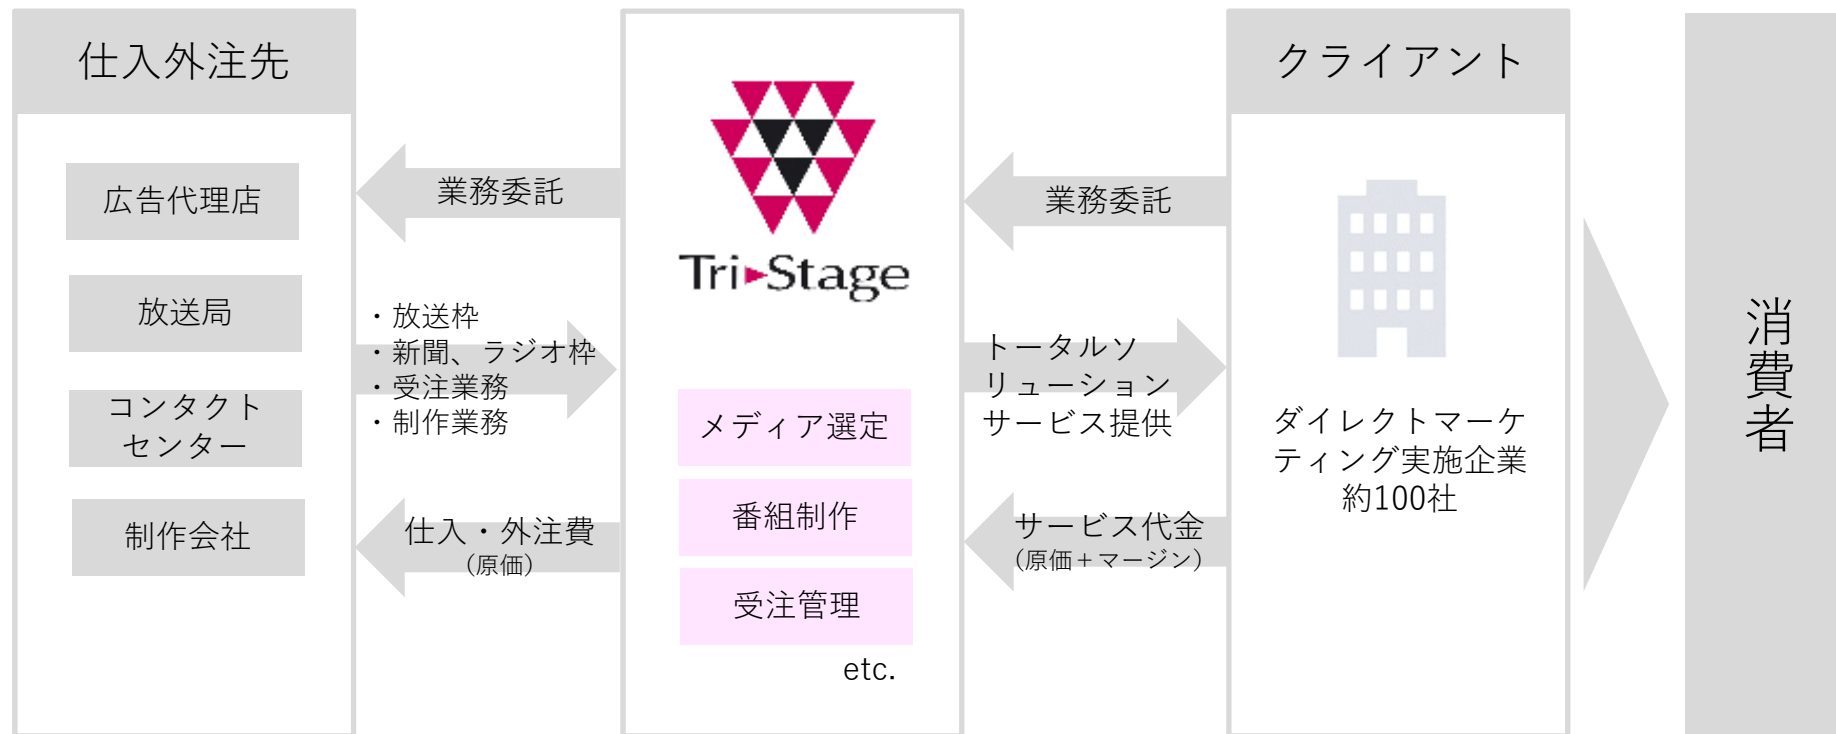 仕入外注先
広告代理店
放送局
コンタクト
センター
制作会社
業務委託
・放送枠
・新聞、ラジオ枠
・受注業務
・制作業務
仕入・外注費
(原価)
Tri Stage
メディア選定
番組制作
受注管理
etc.
業務委託
トータルソ
リューション
サービス提供
サービス代金
(原価+マージン)
クライアント
ダイレクトマーケ
ティング実施企業
約100社
消費者